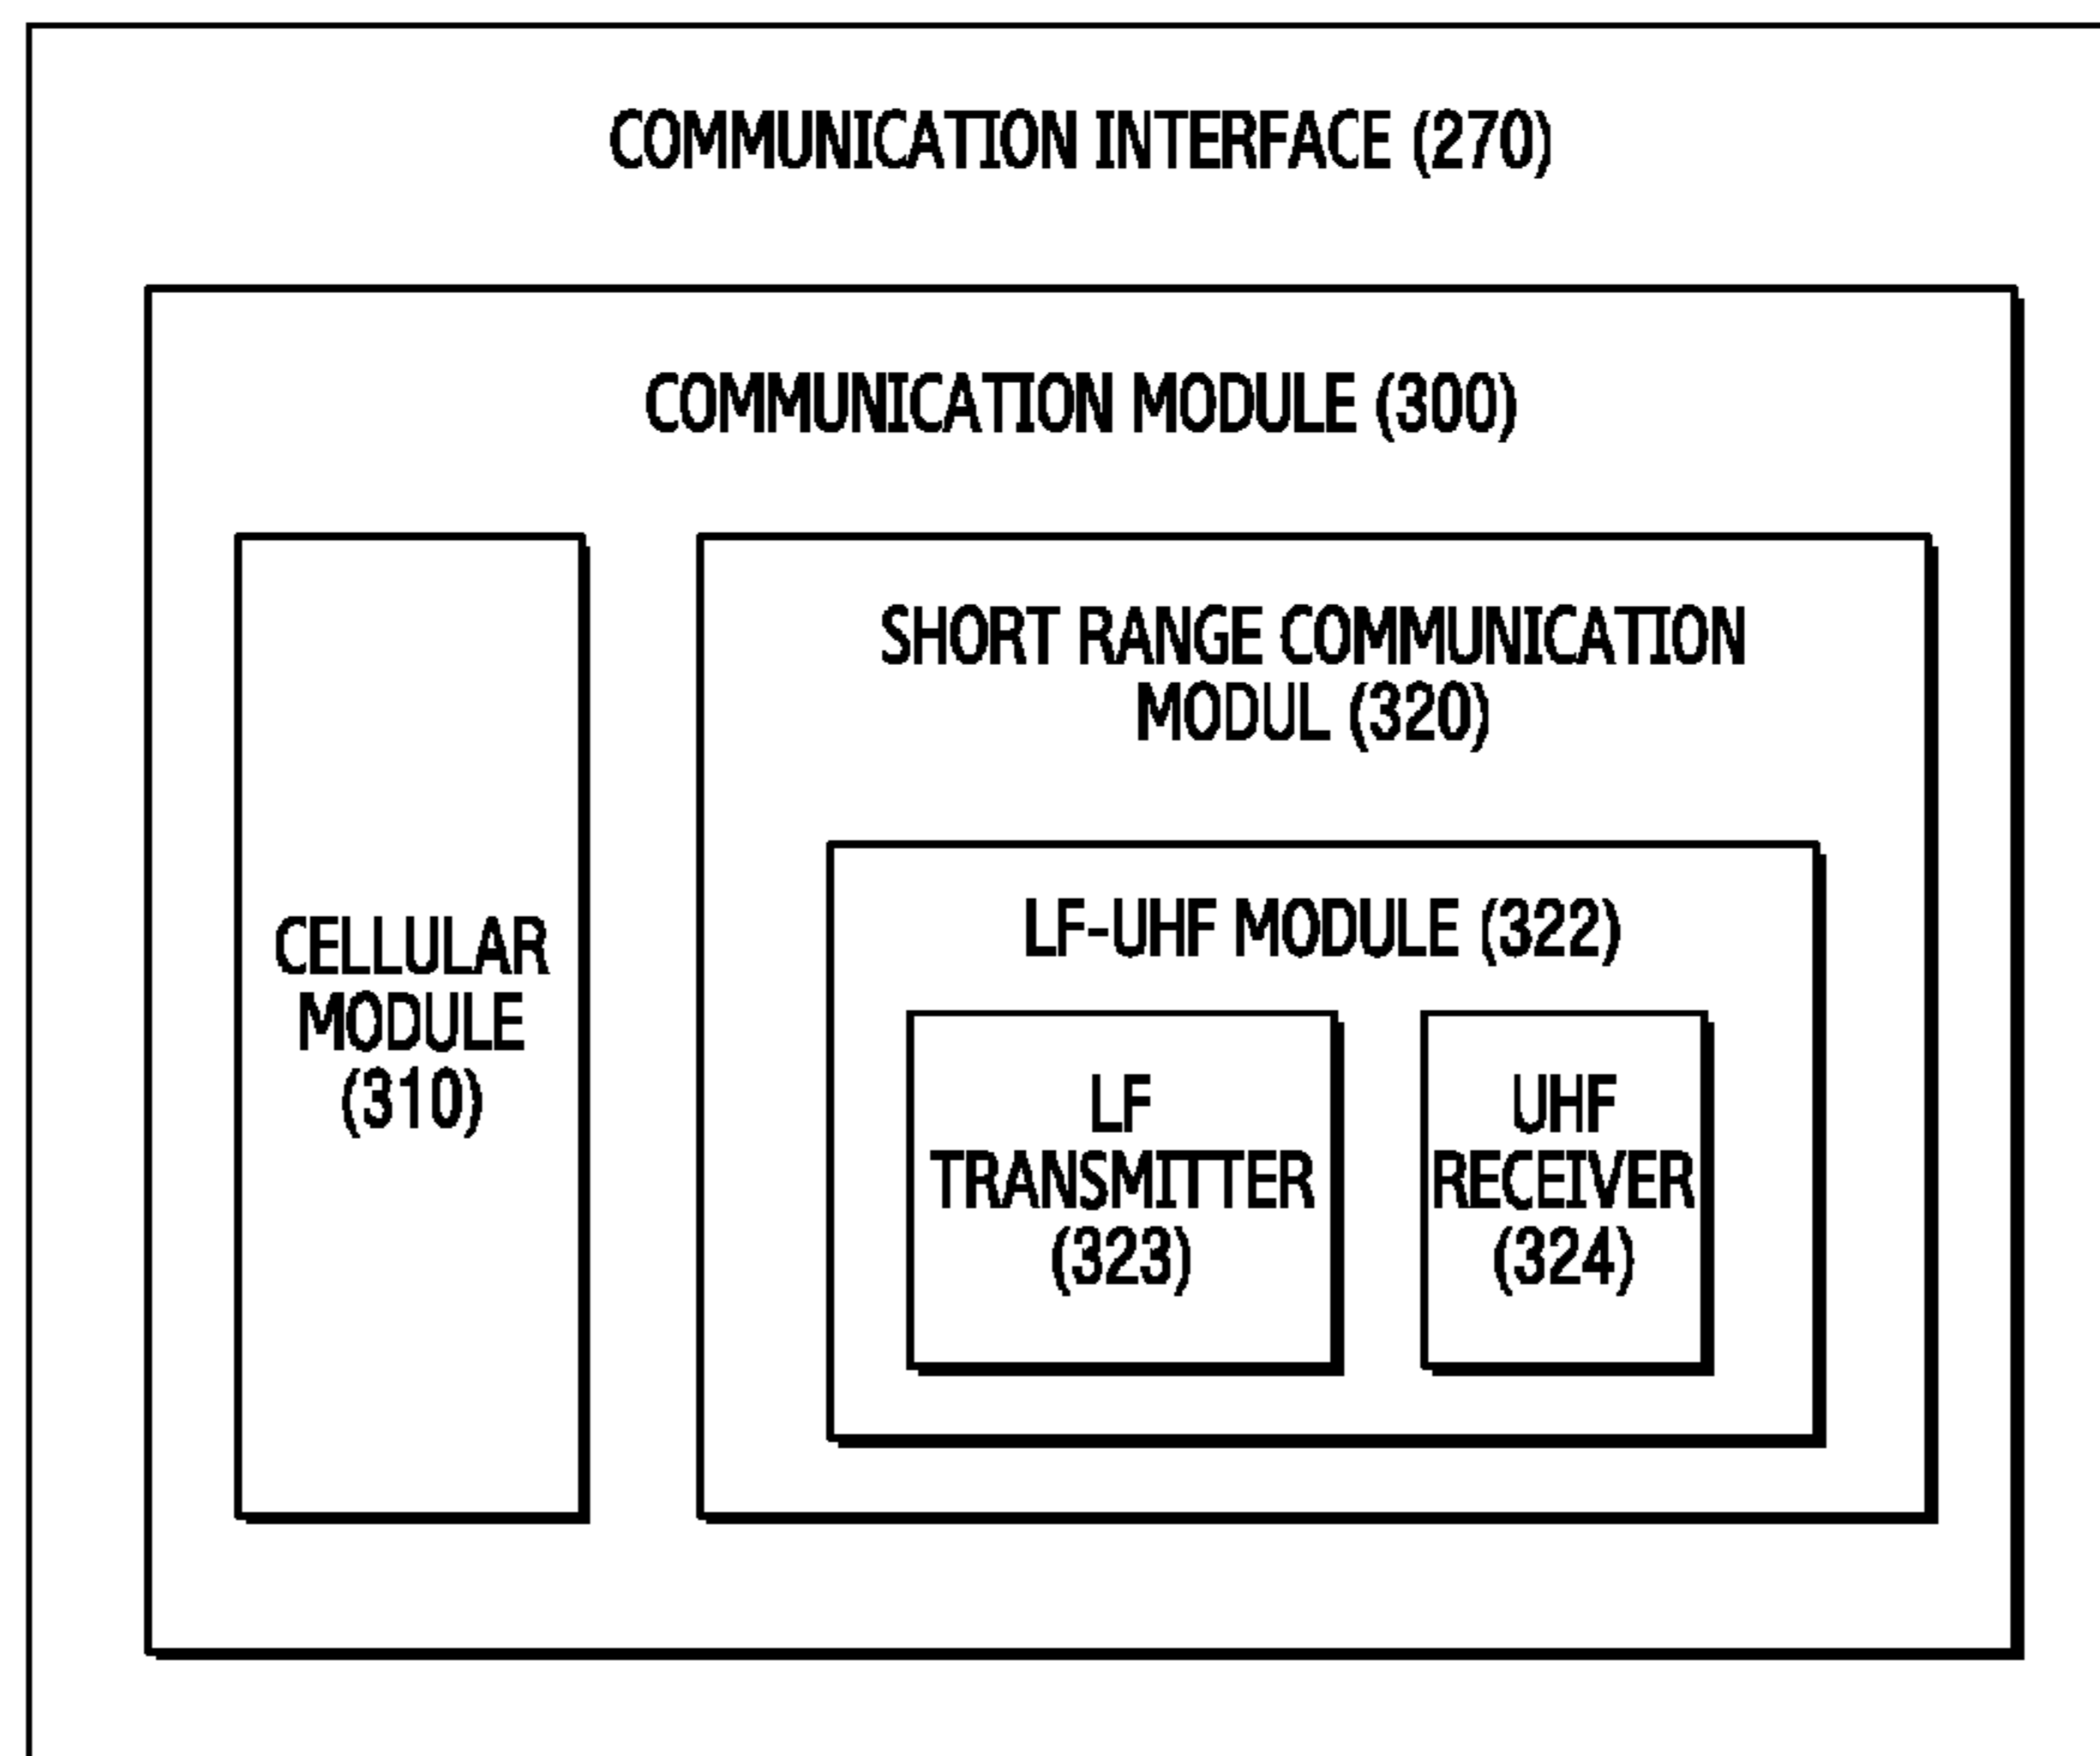 COMMUNICATION INTERFACE (270)
COMMUNICATION MODULE (300)
CELLULAR
MODULE
(310)
SHORT RANGE COMMUNICATION
MODUL (320)
LF-UHF MODULE (322)
LF
TRANSMITTER
(323)
UHF
RECEIVER
(324)